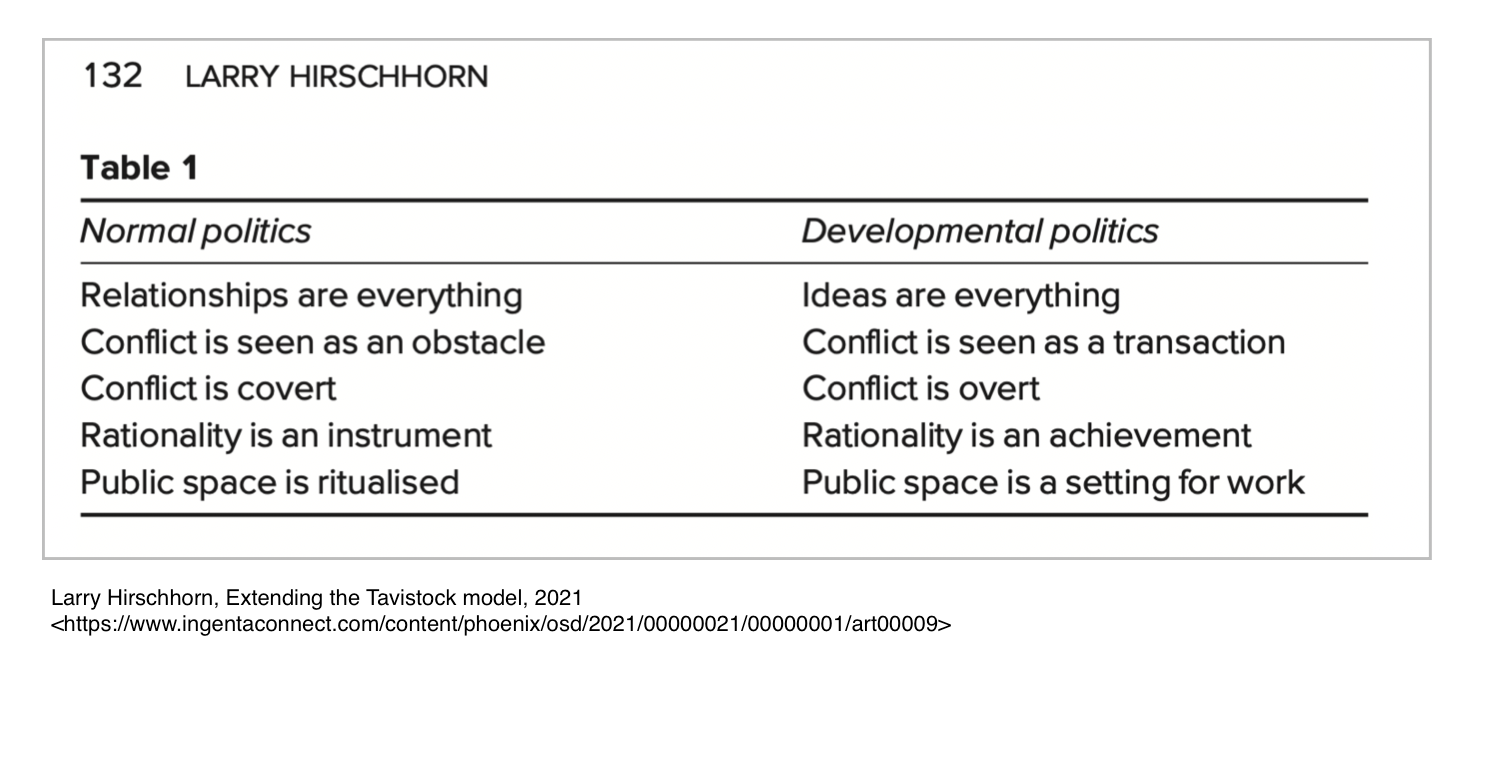 132 LARRY HIRSCHHORN
Table 1
Normal politics Developmental politics
Relationships are everything Ideas are everything
Conflict is seen as an obstacle Conflict is seen as a transaction
Conflict is covert Conflict is overt
Rationality is an instrument Rationality is an achievement
Public space is ritualised Public space is a setting for work
Larry Hirschhorn, Extending the Tavistock model, 2021
<https://www.ingentaconnect.com/content/phoenix/osd/2021/00000021/00000001/art00009>